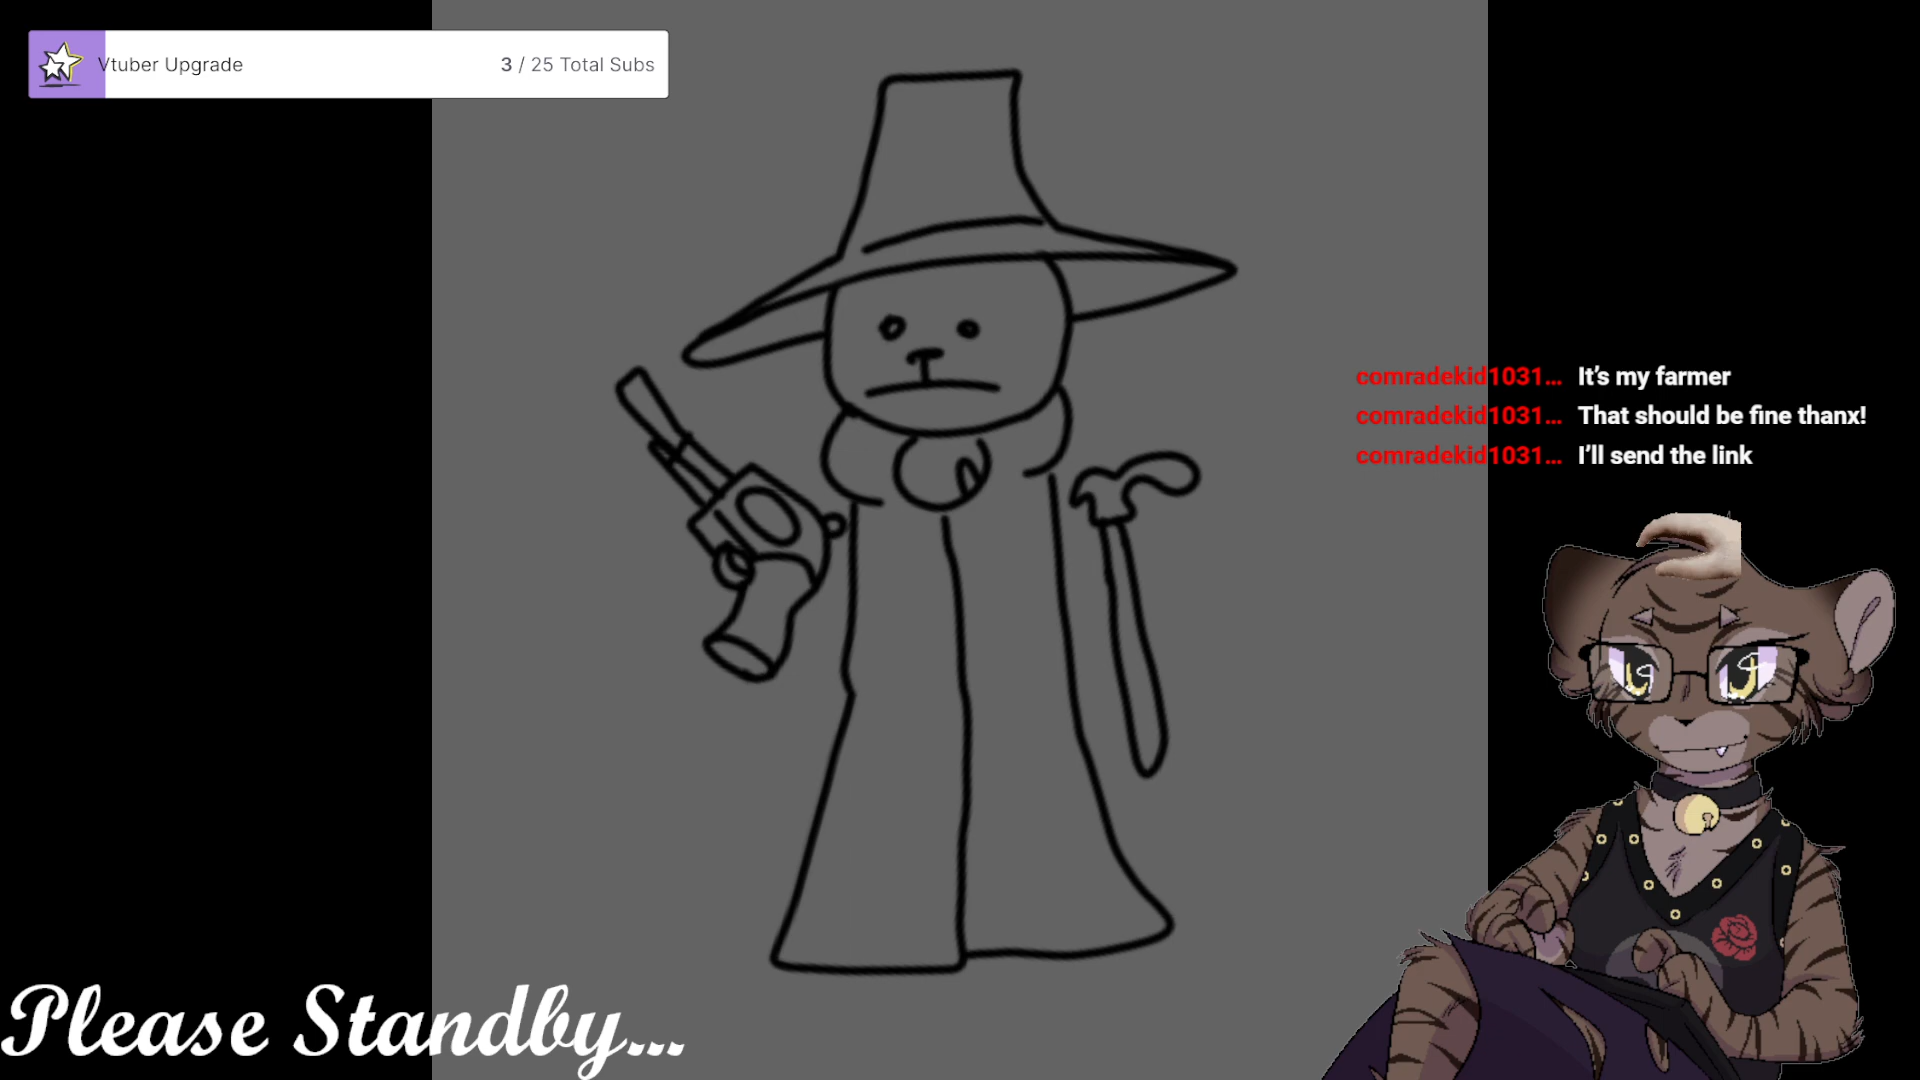 Vtuber Upgrade 3 / 25 Total Subs
comradekid1031... It's my farmer
comradekid1031... That should be fine thanx!
comradekid1031... I'll send the link
Please Standby...